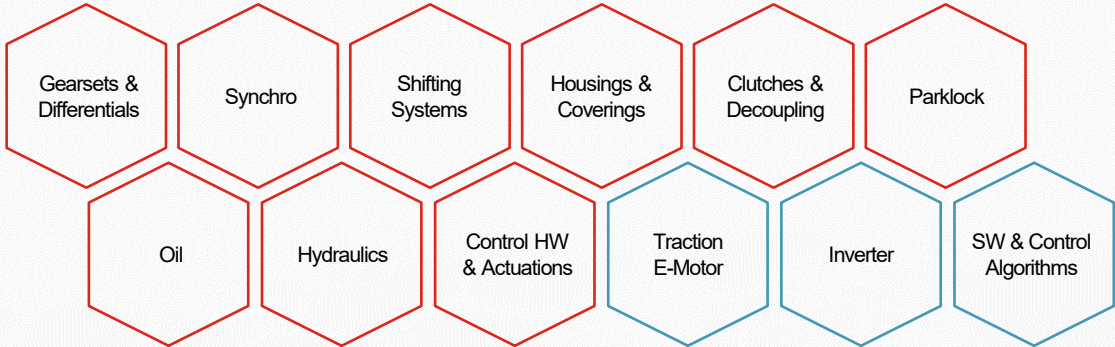 Gearsets &
Differentials
Synchro
Shifting
Systems
Housings &
Coverings
Clutches &
Decoupling
Parklock
Oil
Hydraulics
Control HW
& Actuations
Traction
E-Motor
Inverter
SW & Control
Algorithms